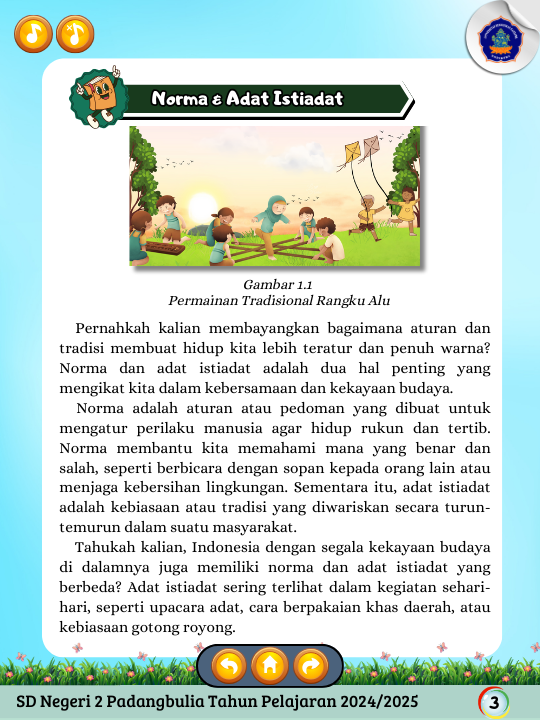 Norma & Adat Istiadat
Gambar 1.1
Permainan Tradisional Rangku Alu
Pernahkah kalian membayangkan bagaimana aturan dan
tradisi membuat hidup kita lebih teratur dan penuh warna?
Norma dan adat istiadat adalah dua hal penting yang
mengikat kita dalam kebersamaan dan kekayaan budaya.
Norma adalah aturan atau pedoman yang dibuat untuk
mengatur perilaku manusia agar hidup rukun dan tertib.
Norma membantu kita memahami mana yang benar dan
salah, seperti berbicara dengan sopan kepada orang lain atau
menjaga kebersihan lingkungan. Sementara itu, adat istiadat
adalah kebiasaan atau tradisi yang diwariskan secara turun-
temurun dalam suatu masyarakat.
Tahukah kalian, Indonesia dengan segala kekayaan budaya
di dalamnya juga memiliki norma dan adat istiadat yang
berbeda? Adat istiadat sering terlihat dalam kegiatan sehari-
hari, seperti upacara adat, cara berpakaian khas daerah, atau
kebiasaan gotong royong.
SD Negeri 2 Padangbulia Tahun Pelajaran 2024/2025
3